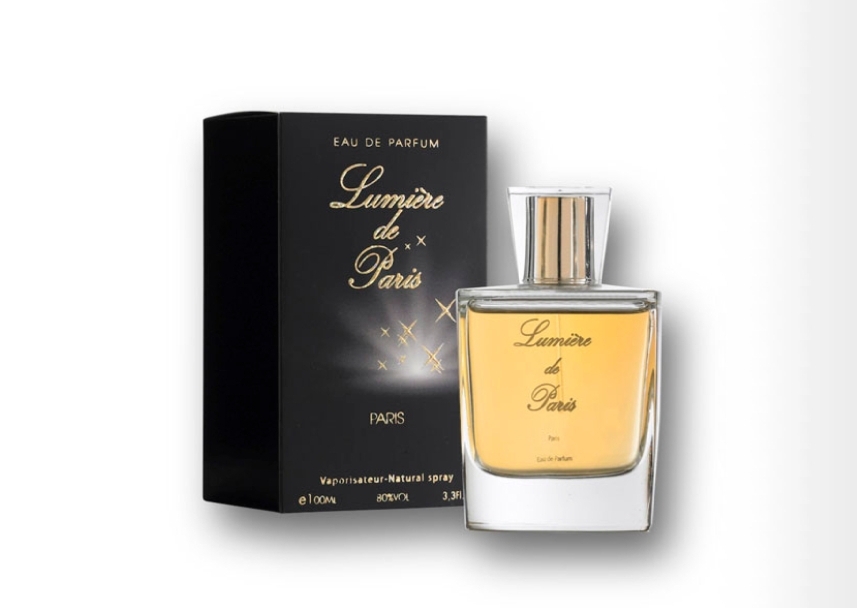 EAU DE PARFUM
Lumière
de
Paris
PARIS
Vaporisateur-Natural spray
e100ML 80%VOL 3,3Fl
Lumière
de
Paris
Paris
Eau de Parfum